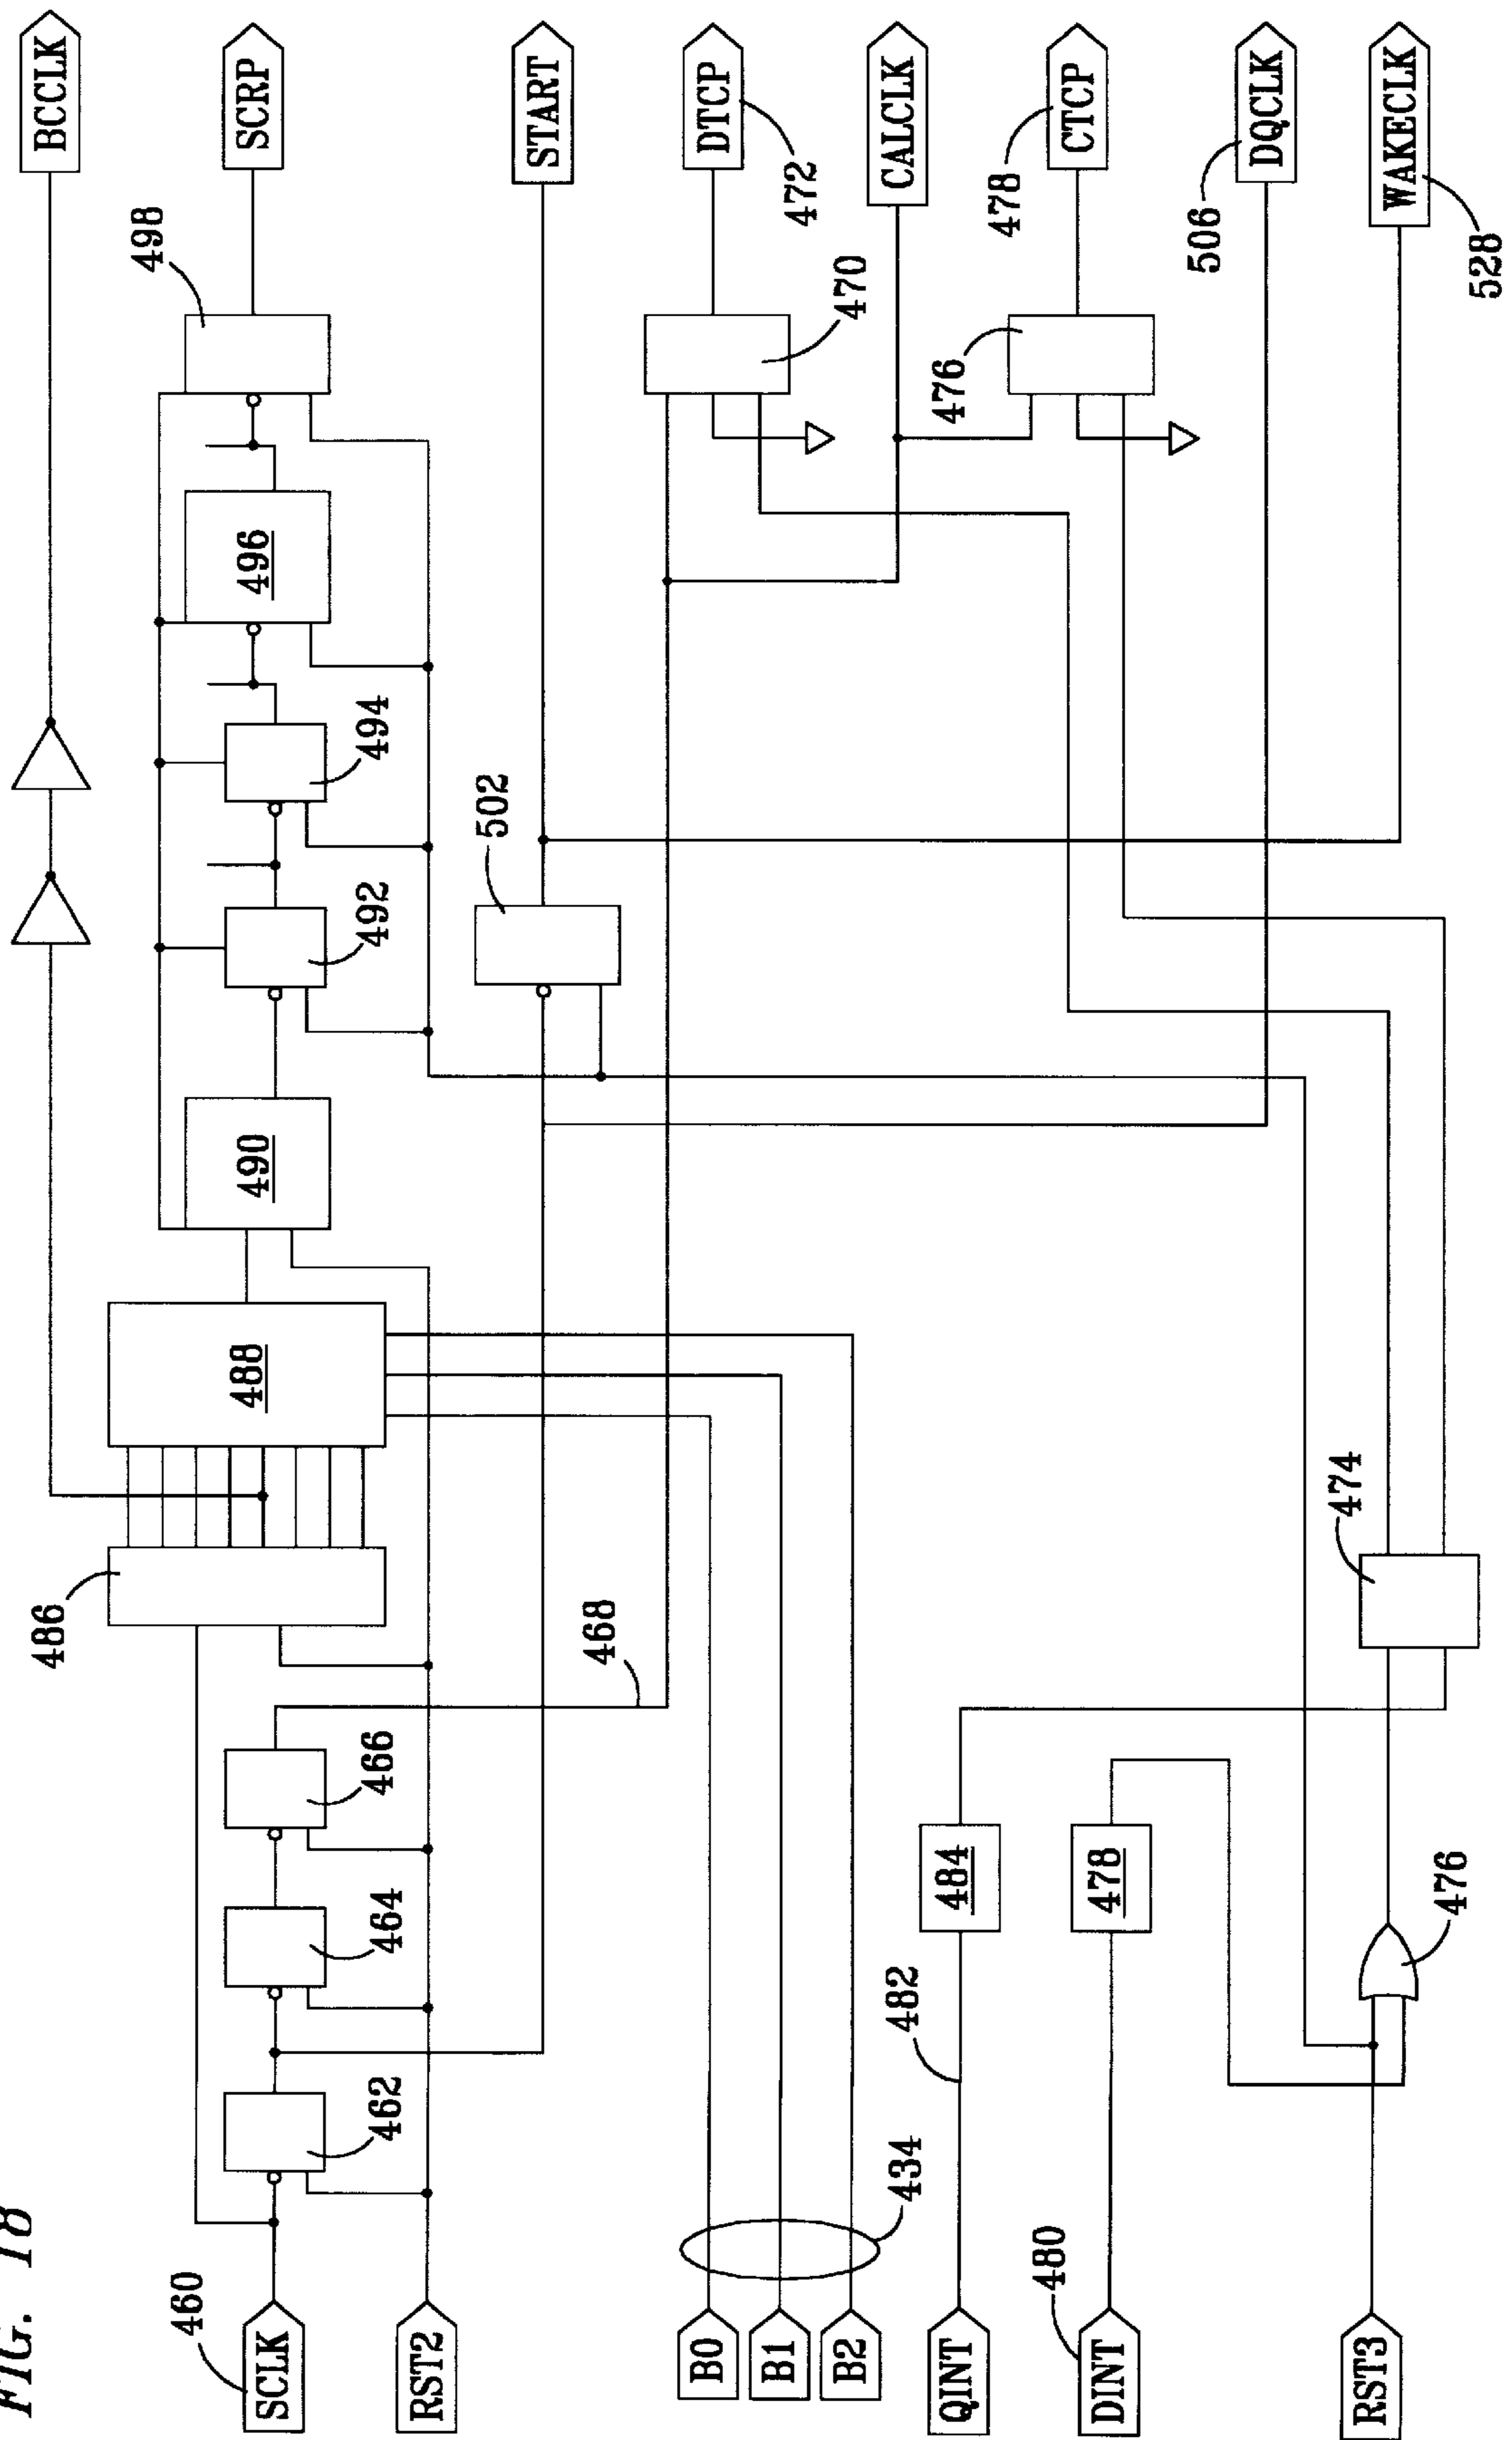 FIG. 18
460
SCLK
RST2
B0
B1
B2
434
QINT
482
480
DINT
RST3
462
464
466
468
484
478
476
474
486
488
490
492
494
496
498
502
470
476
BCCLK
SCRP
START
DTCP
472
CALCLK
478
CTCP
506
DQCLK
WAKECLK
528